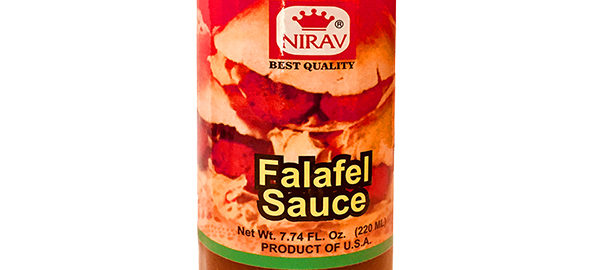 ®
NIRAV
BEST QUALITY
Falafel
Sauce
Net Wt. 7.74 FL. Oz. (220 ML)
PRODUCT OF U.S.A.